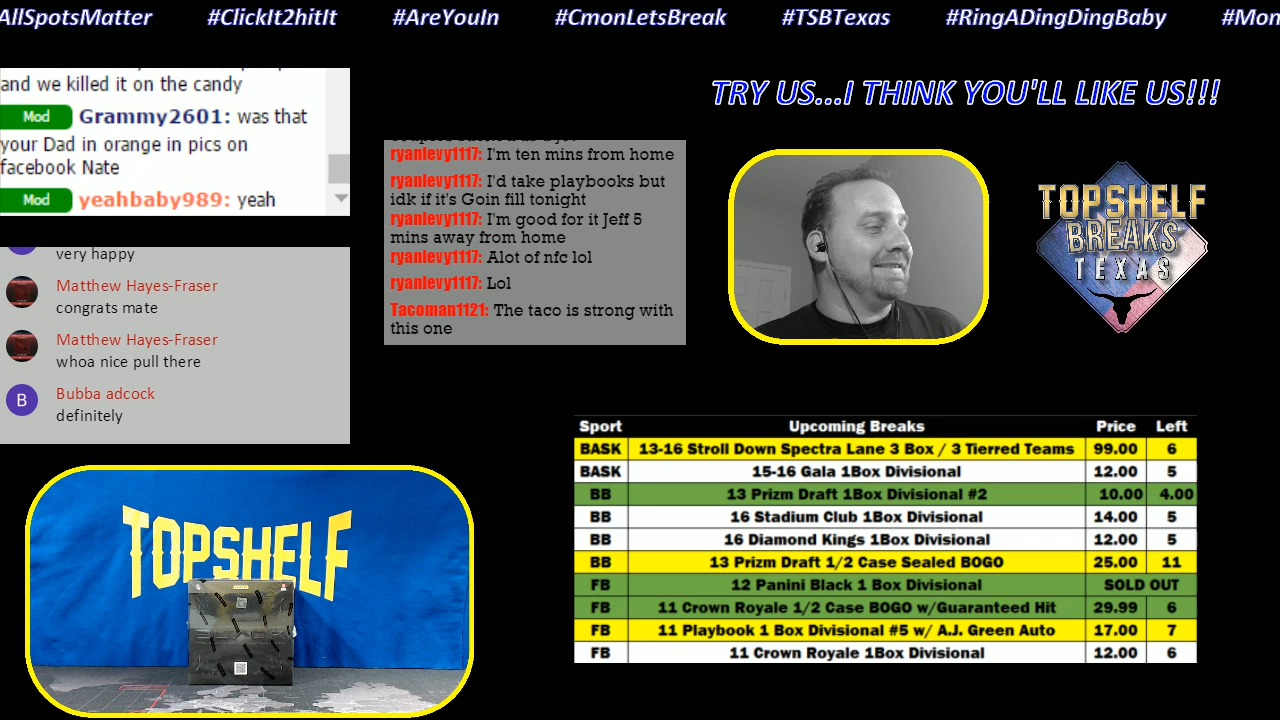 AllSpotsMatter #ClickIt2hitIt #AreYouIn #CmonLetsBreak #TSBTexas #RingADingDingBaby #Mon
and we killed it on the candy
Mod Grammy2601: was that
your Dad in orange in pics on
facebook Nate
Mod yeahbaby989: yeah
very happy
Matthew Hayes-Fraser
congrats mate
Matthew Hayes-Fraser
whoa nice pull there
B Bubba adcock
definitely
ryanlevy1117: I'm ten mins from home
ryanlevy1117: I'd take playbooks but
idk if it's Goin fill tonight
ryanlevy1117: I'm good for it Jeff 5
mins away from home
ryanlevy1117: Alot of nfc lol
ryanlevy1117: Lol
Tacoman1121: The taco is strong with
this one
TRY US...I THINK YOU'LL LIKE US!!!
TOPSHELF
BREAKS
TEXAS
TOPSHELF
Sport Upcoming Breaks Price Left
BASK 13-16 Stroll Down Spectra Lane 3 Box / 3 Tierred Teams 99.00 6
BASK 15-16 Gala 1Box Divisional 12.00 5
BB 13 Prizm Draft 1Box Divisional #2 10.00 4.00
BB 16 Stadium Club 1Box Divisional 14.00 5
BB 16 Diamond Kings 1Box Divisional 12.00 5
BB 13 Prizm Draft 1/2 Case Sealed BOGO 25.00 11
FB 12 Panini Black 1 Box Divisional SOLD OUT
FB 11 Crown Royale 1/2 Case BOGO w/Guaranteed Hit 29.99 6
FB 11 Playbook 1 Box Divisional #5 w/ A.J. Green Auto 17.00 7
FB 11 Crown Royale 1Box Divisional 12.00 6